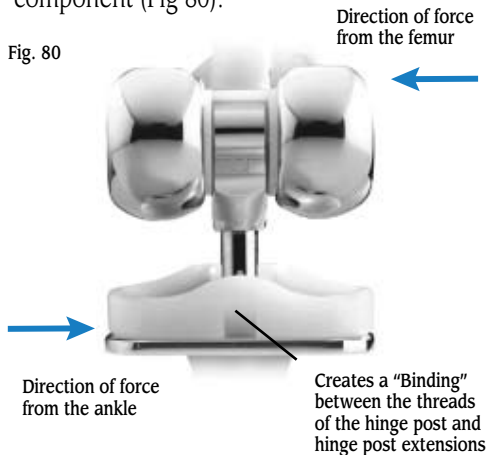 component (Fig 80).
Direction of force
from the femur
Fig. 80
Direction of force
from the ankle
Creates a “Binding”
between the threads
of the hinge post and
hinge post extensions